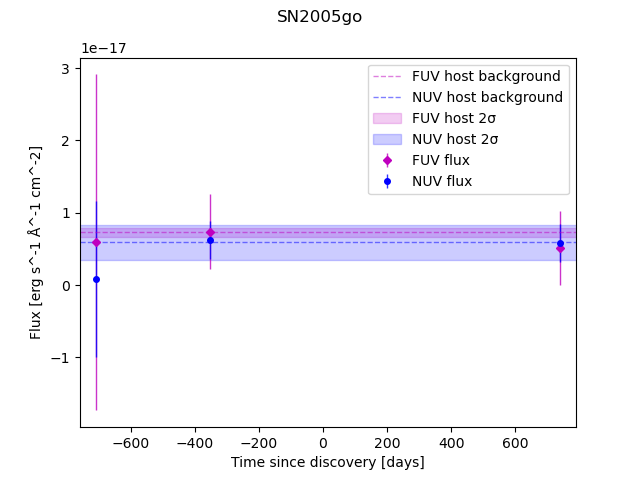 SN2005go
1e−17
3
2
1
0
−1
Flux [erg s^-1 Å^-1 cm^-2]
FUV host background
NUV host background
FUV host 2σ
NUV host 2σ
FUV flux
NUV flux
−600 −400 −200 0 200 400 600
Time since discovery [days]